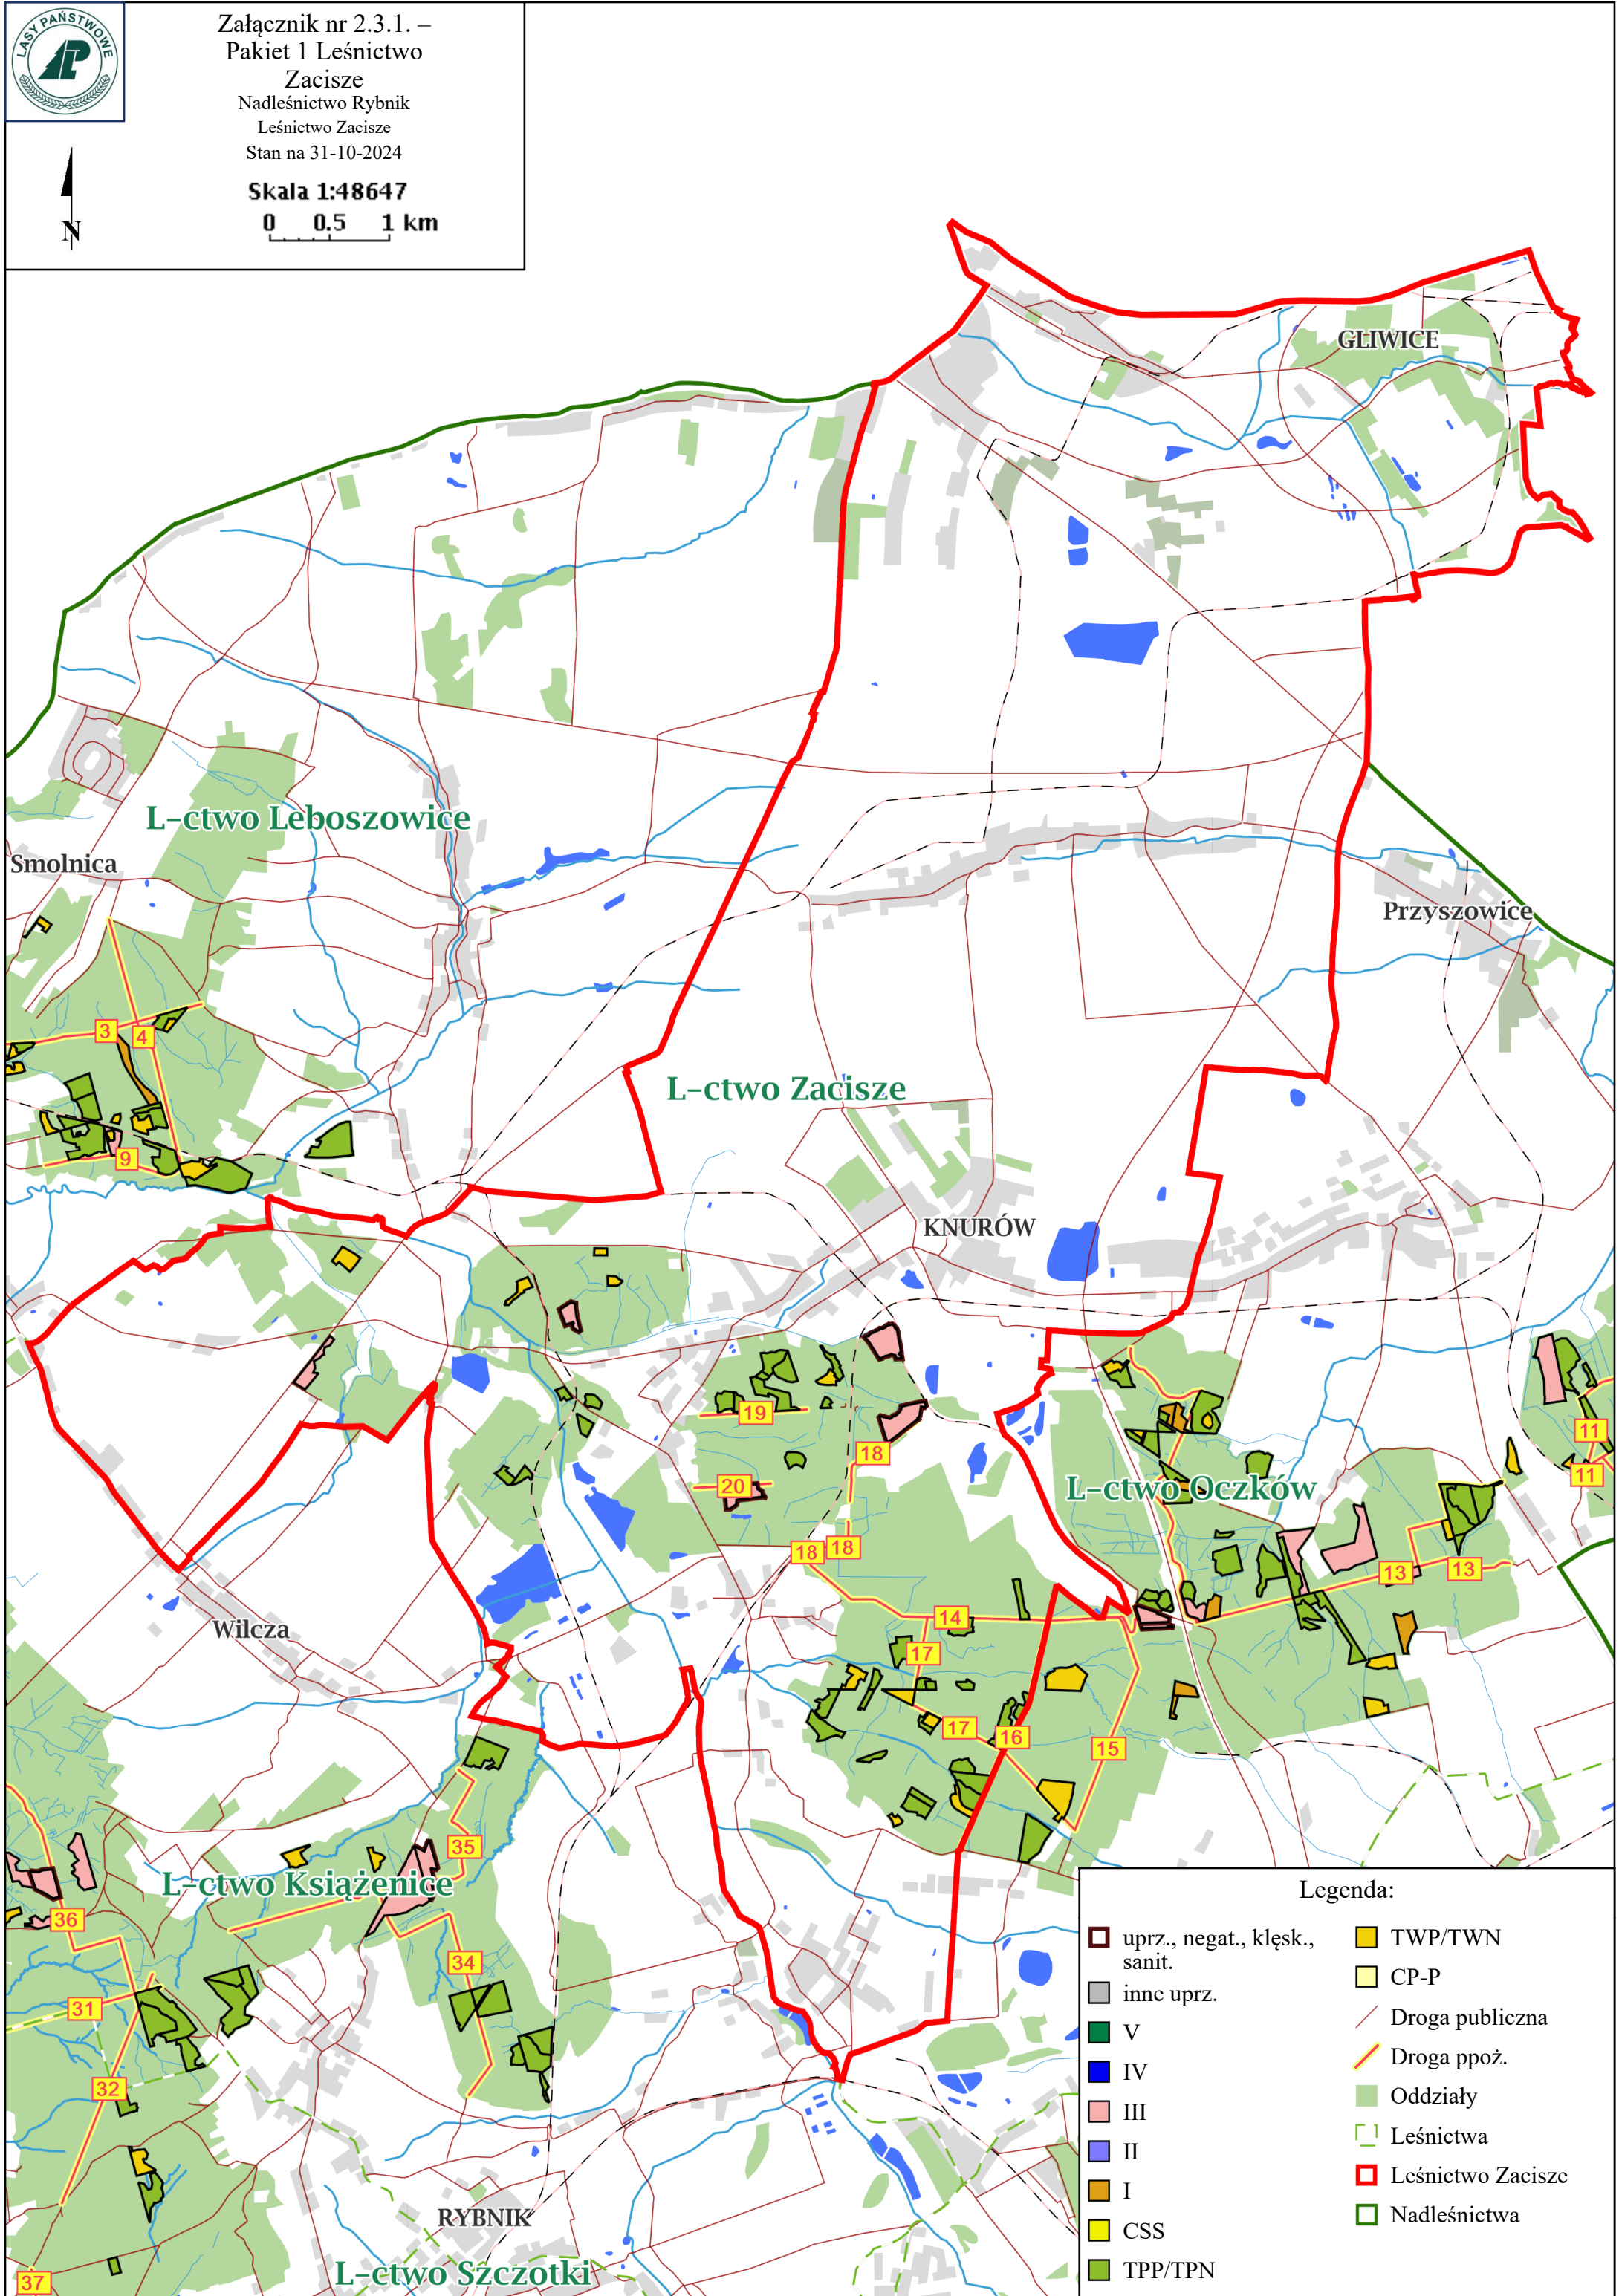 LASY PAŃSTWOWE
Załącznik nr 2.3.1. –
Pakiet 1 Leśnictwo
Zacisze
Nadleśnictwo Rybnik
Leśnictwo Zacisze
Stan na 31-10-2024
Skala 1:48647
0 0.5 1 km
N
GLIWICE
L-ctwo Leboszowice
Smolnica
Przyszowice
3
4
L-ctwo Zacisze
9
KNURÓW
19
18
11
20
L-ctwo Oczków
11
18
18
13
13
14
Wilcza
17
17
16
15
35
L-ctwo Książenice
36
34
31
32
RYBNIK
L-ctwo Szczotki
37
Legenda:
uprz., negat., klęsk.,
sanit.
inne uprz.
V
IV
III
II
I
CSS
TPP/TPN
TWP/TWN
CP-P
Droga publiczna
Droga ppoż.
Oddziały
Leśnictwa
Leśnictwo Zacisze
Nadleśnictwa